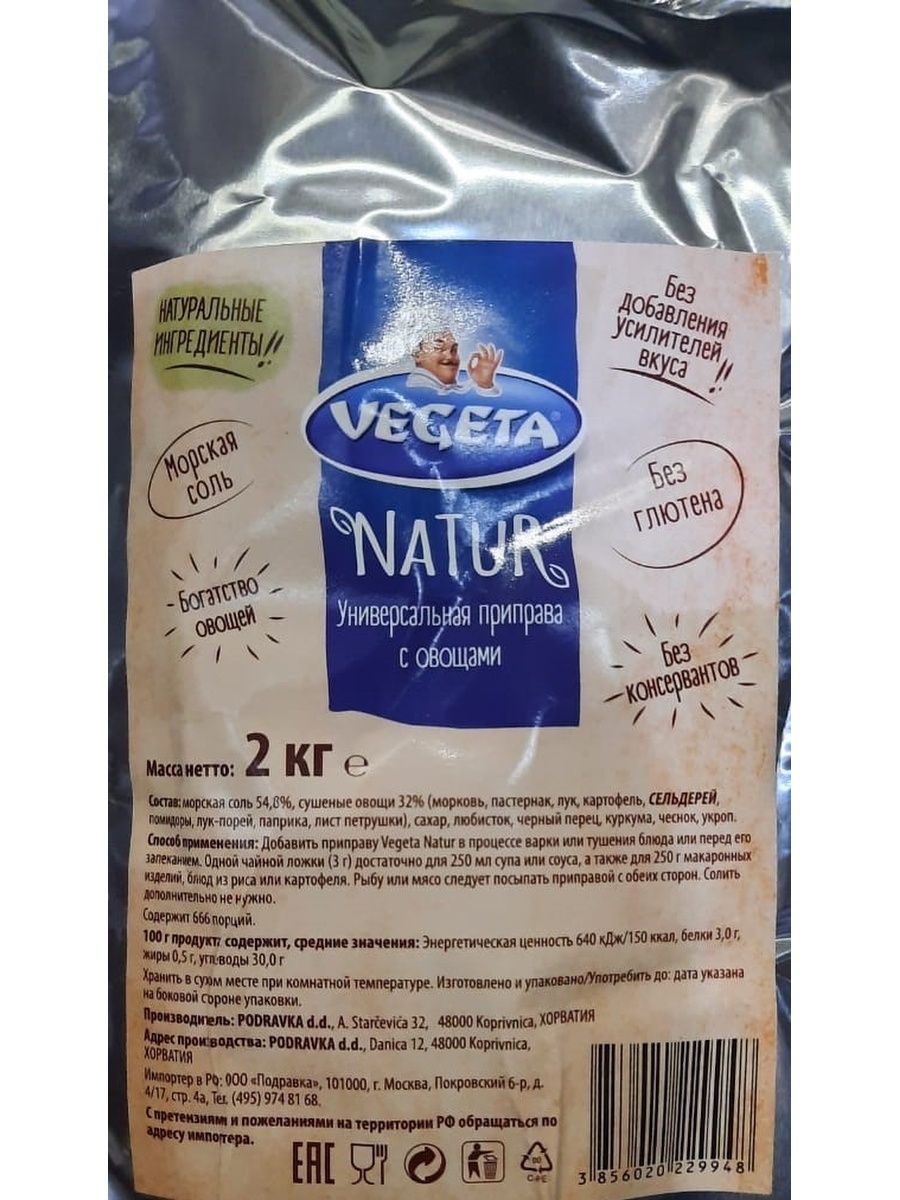 НАТУРАЛЬНЫЕ
ИНГРЕДИЕНТЫ!!
Без
добавления
усилителей
вкуса !!
VEGETA®
Морская
соль
Без
глютена
NATUR
Богатство
овощей
Универсальная приправа
с овощами
Без
консервантов
Масса нетто: 2 кг ℮
Состав: морская соль 54,8%, сушеные овощи 32% (морковь, пастернак, лук, картофель, СЕЛЬДЕРЕЙ,
помидоры, лук-порей, паприка, лист петрушки), сахар, любисток, черный перец, куркума, чеснок, укроп.
Способ применения: Добавить приправу Vegeta Natur в процессе варки или тушения блюда или перед его
запеканием. Одной чайной ложки (3 г) достаточно для 250 мл супа или соуса, а также для 250 г макаронных
изделий, блюд из риса или картофеля. Рыбу или мясо следует посыпать приправой с обеих сторон. Солить
дополнительно не нужно.
Содержит 666 порций.
100 г продукт содержит, средние значения: Энергетическая ценность 640 кДж/150 ккал, белки 3,0 г,
жиры 0,5 г, углеводы 30,0 г
Хранить в сухом месте при комнатной температуре. Изготовлено и упаковано/Употребить до: дата указана
на боковой стороне упаковки.
Производитель: PODRAVKA d.d., A. Starčevića 32, 48000 Koprivnica, ХОРВАТИЯ
Адрес производства: PODRAVKA d.d., Danica 12, 48000 Koprivnica,
ХОРВАТИЯ
Импортер в РФ: ООО «Подравка», 101000, г. Москва, Покровский б-р, д.
4/17, стр. 4а, Тел. (495) 974 81 68.
С претензиями и пожеланиями на территории РФ обращаться по
адресу импортера.
EAC
90
C-PE
3 856020 229948